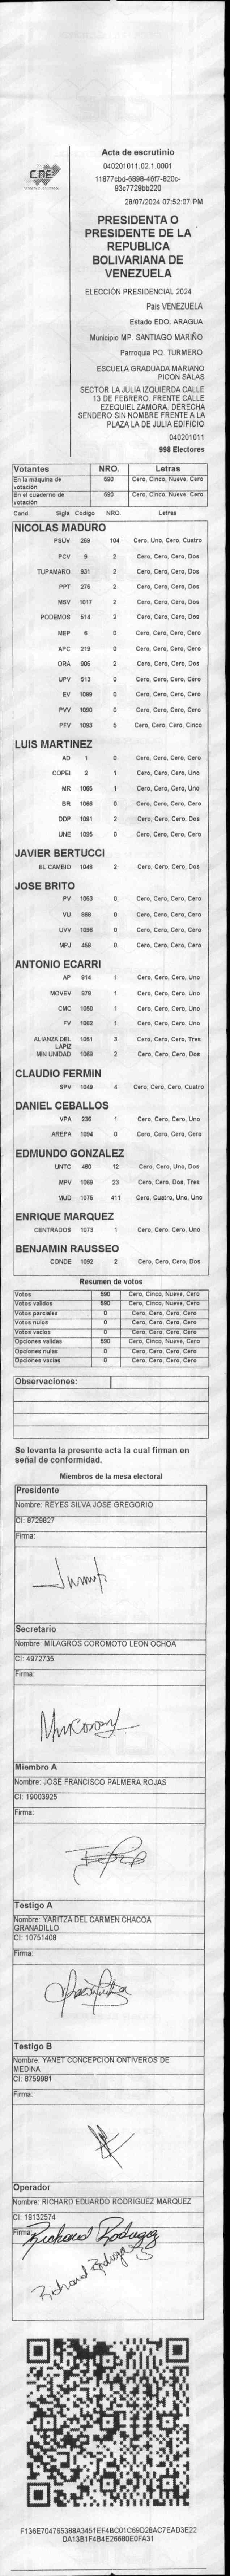 CNE
Acta de escrutinio
040201011.02.1.0001
28/07/2024 07:52:07 PM
PRESIDENTA O
PRESIDENTE DE LA
REPUBLICA
BOLIVARIANA DE
VENEZUELA
ELECCIÓN PRESIDENCIAL 2024
País VENEZUELA
Estado EDO. ARAGUA
Municipio MP. SANTIAGO MARIÑO
Parroquia PQ. TURMERO
ESCUELA GRADUADA MARIANO
PICON SALAS
SECTOR LA JULIA IZQUIERDA CALLE
13 DE FEBRERO. FRENTE CALLE
EZEQUIEL ZAMORA. DERECHA
SENDERO SIN NOMBRE FRENTE A LA
PLAZA LA DE JULIA EDIFICIO
040201011
998 Electores
Votantes NRO. Letras
En la máquina de votación 590 Cero, Cinco, Nueve, Cero
En el cuaderno de votación 590 Cero, Cinco, Nueve, Cero
Cand. Sigla Código NRO. Letras
NICOLAS MADURO
PSUV 269 104 Cero, Uno, Cero, Cuatro
PCV 9 2 Cero, Cero, Cero, Dos
TUPAMARO 931 2 Cero, Cero, Cero, Dos
PPT 276 2 Cero, Cero, Cero, Dos
MSV 1017 2 Cero, Cero, Cero, Dos
PODEMOS 514 2 Cero, Cero, Cero, Dos
MEP 6 0 Cero, Cero, Cero, Cero
APC 219 0 Cero, Cero, Cero, Cero
ORA 906 2 Cero, Cero, Cero, Dos
UPV 513 0 Cero, Cero, Cero, Cero
EV 1089 0 Cero, Cero, Cero, Cero
PVV 1090 0 Cero, Cero, Cero, Cero
PFV 1093 5 Cero, Cero, Cero, Cinco
LUIS MARTINEZ
AD 1 0 Cero, Cero, Cero, Cero
COPEI 2 1 Cero, Cero, Cero, Uno
MR 1065 1 Cero, Cero, Cero, Uno
BR 1066 0 Cero, Cero, Cero, Cero
DDP 1091 2 Cero, Cero, Cero, Dos
UNE 1095 0 Cero, Cero, Cero, Cero
JAVIER BERTUCCI
EL CAMBIO 1048 2 Cero, Cero, Cero, Dos
JOSE BRITO
PV 1053 0 Cero, Cero, Cero, Cero
VU 868 0 Cero, Cero, Cero, Cero
UVV 1096 0 Cero, Cero, Cero, Cero
MPJ 458 0 Cero, Cero, Cero, Cero
ANTONIO ECARRI
AP 814 1 Cero, Cero, Cero, Uno
MOVEV 879 1 Cero, Cero, Cero, Uno
CMC 1050 1 Cero, Cero, Cero, Uno
FV 1062 1 Cero, Cero, Cero, Uno
ALIANZA DEL LAPIZ 1051 3 Cero, Cero, Cero, Tres
MIN UNIDAD 1068 2 Cero, Cero, Cero, Dos
CLAUDIO FERMIN
SPV 1049 4 Cero, Cero, Cero, Cuatro
DANIEL CEBALLOS
VPA 236 1 Cero, Cero, Cero, Uno
AREPA 1094 0 Cero, Cero, Cero, Cero
EDMUNDO GONZALEZ
UNTC 460 12 Cero, Cero, Uno, Dos
MPV 1069 23 Cero, Cero, Dos, Tres
MUD 1075 411 Cero, Cuatro, Uno, Uno
ENRIQUE MARQUEZ
CENTRADOS 1073 1 Cero, Cero, Cero, Uno
BENJAMIN RAUSSEO
CONDE 1092 2 Cero, Cero, Cero, Dos
Resumen de votos
Votos 590 Cero, Cinco, Nueve, Cero
Votos validos 590 Cero, Cinco, Nueve, Cero
Votos parciales 0 Cero, Cero, Cero, Cero
Votos nulos 0 Cero, Cero, Cero, Cero
Votos vacíos 0 Cero, Cero, Cero, Cero
Opciones validas 590 Cero, Cinco, Nueve, Cero
Opciones nulas 0 Cero, Cero, Cero, Cero
Opciones vacías 0 Cero, Cero, Cero, Cero
Observaciones:
Se levanta la presente acta la cual firman en
señal de conformidad.
Miembros de la mesa electoral
Presidente
Nombre: REYES SILVA JOSE GREGORIO
CI: 8729827
Firma:
Secretario
Nombre: MILAGROS COROMOTO LEON OCHOA
CI: 4972735
Firma:
Miembro A
Nombre: JOSE FRANCISCO PALMERA ROJAS
CI: 19003925
Firma:
Testigo A
Nombre: YARITZA DEL CARMEN CHACOA
GRANADILLO
CI: 10751408
Firma:
Testigo B
Nombre: YANET CONCEPCION ONTIVEROS DE
MEDINA
CI: 8759981
Firma:
Operador
Nombre: RICHARD EDUARDO RODRIGUEZ MARQUEZ
CI: 19132574
Firma:
Richard Rodriguez
Richard Rodriguez